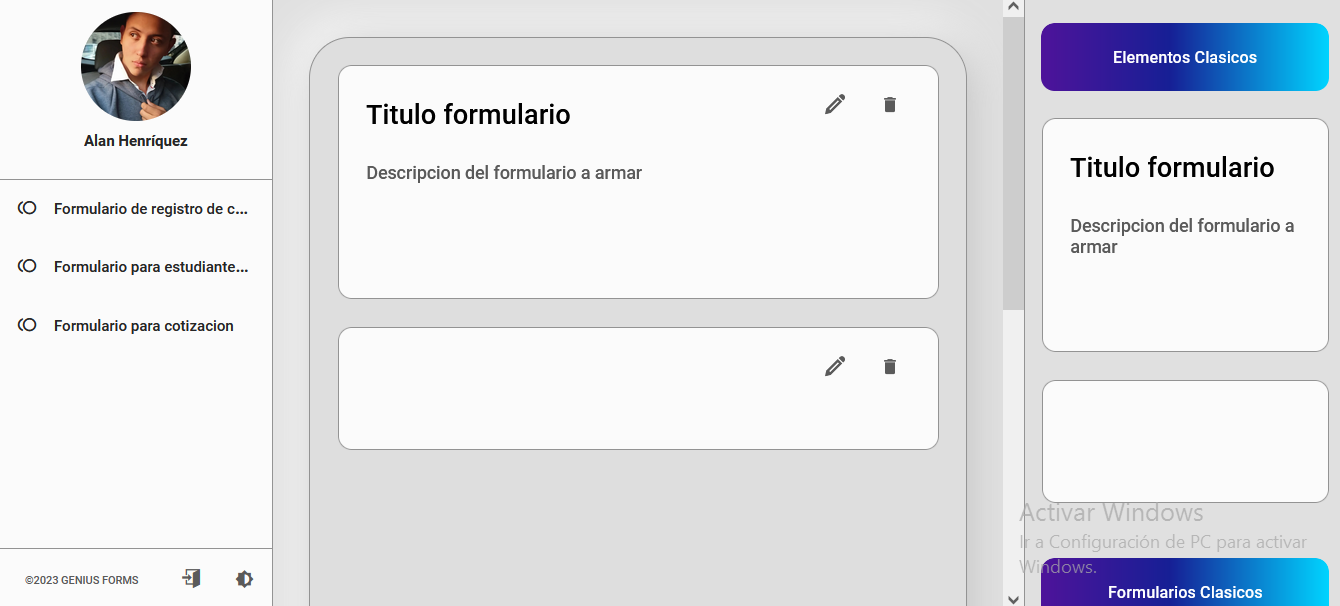 Alan Henríquez
Formulario de registro de c...
Formulario para estudiante...
Formulario para cotizacion
©2023 GENIUS FORMS
Titulo formulario
Descripcion del formulario a armar
Elementos Clasicos
Titulo formulario
Descripcion del formulario a
armar
Activar Windows
Ir a Configuración de PC para activar
Windows.
Formularios Clasicos